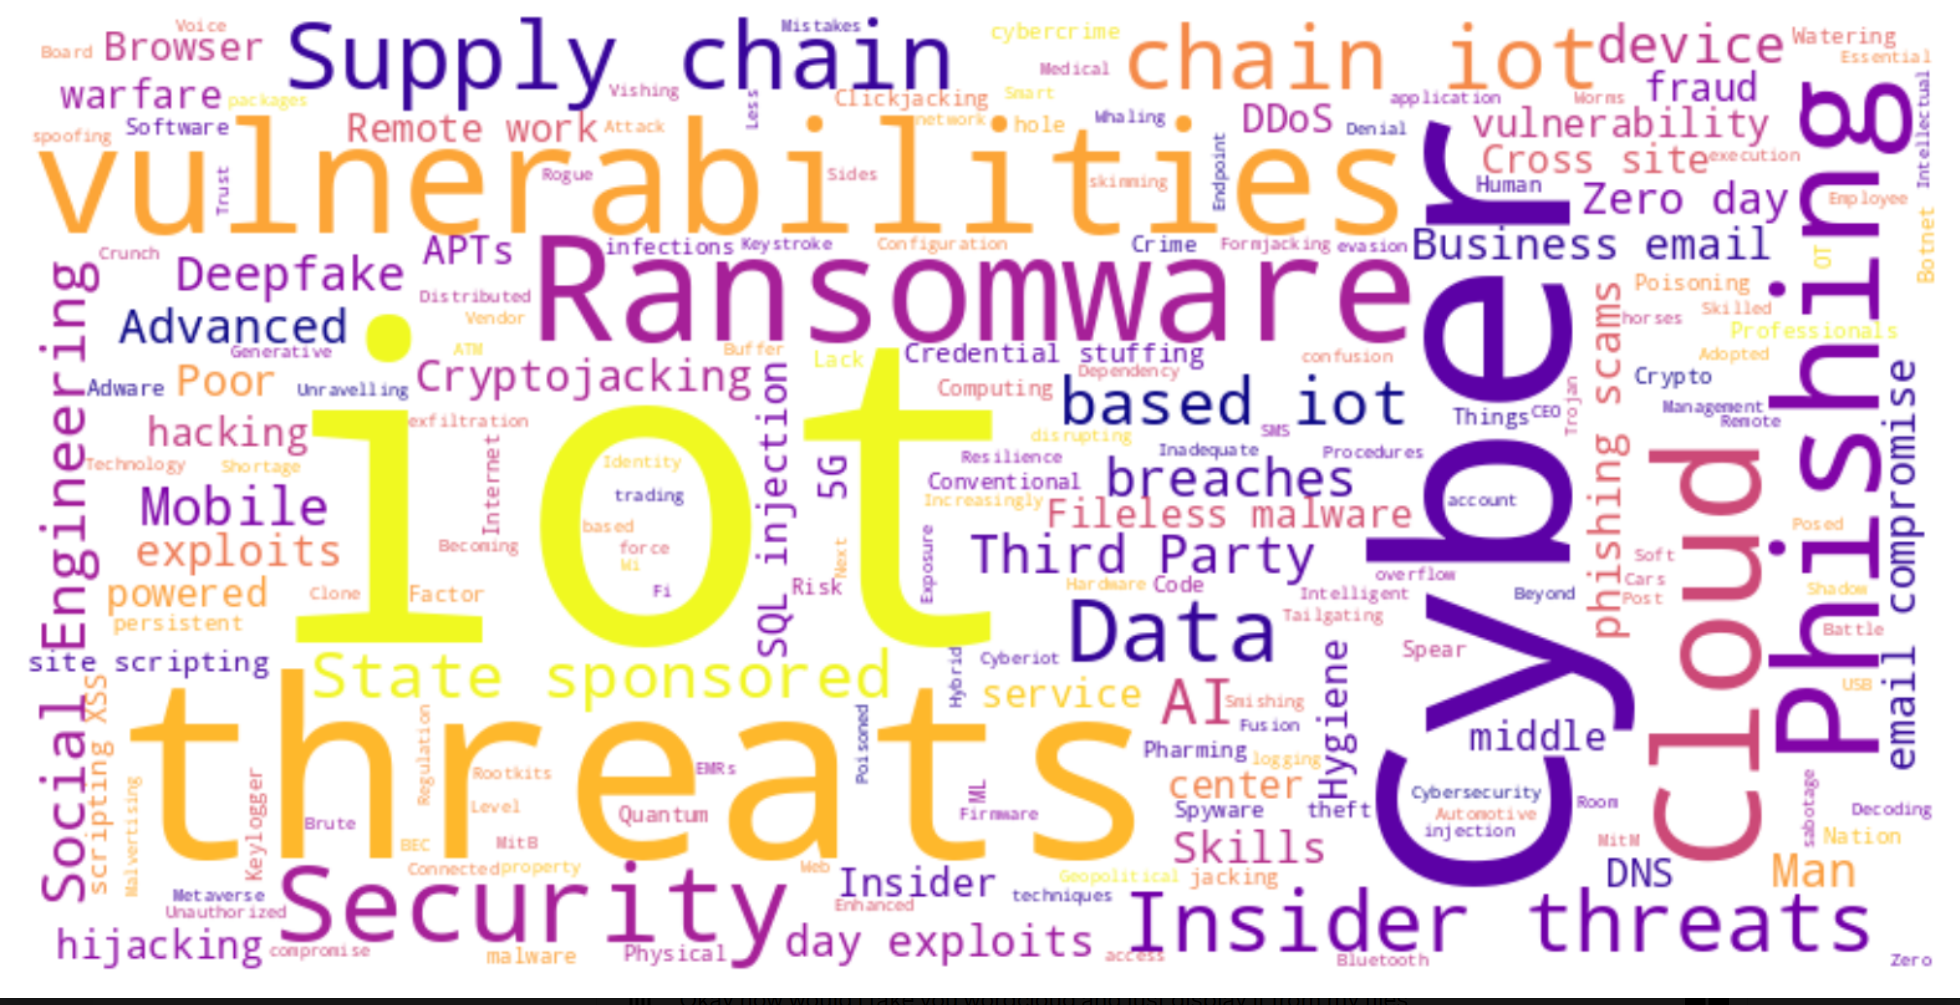 Voice
Mistakes
cybercrime
Board
Browser
Supply chain
chain iot
device
Watering
Essential
Medical
warfare
packages
Vishing
Less
Clickjacking
Smart
application
Worms
fraud
Phishing
Intellectual
spoofing
Software
Remote work
Attack
network
hole
Whaling
DDoS
Denial
vulnerability
Cross site
execution
vulnerabilities
Trust
Rogue
Sides
skimming
Endpoint
Human
Zero day
Employee
Cyber
Crunch
APTs
infections
Keystroke
Configuration
Crime
Formjacking
evasion
Business email
OT
Botnet
Deepfake
Ransomware
Distributed
Vendor
Poisoning
horses
Skilled
Professionals
Advanced
Generative
ATM
Buffer
Lack
Credential stuffing
Dependency
confusion
Adopted
phishing scams
Adware
Poor
Unravelling
Cryptojacking
Computing
based iot
Crypto
Trojan
Things
CEO
Management
Remote
hacking
iot
exfiltration
disrupting
SMS
Technology
Shortage
Internet
Identity
SQL injection
5G
Resilience
Inadequate
Procedures
Cloud
email compromise
Social Engineering
Mobile
trading
Conventional
breaches
Increasingly
account
exploits
Becoming
based
force
Wi
Fi
Next
Exposure
Fileless malware
Third Party
Posed
Soft
Cars
Post
powered
Clone
Factor
Risk
Hardware
Code
overflow
Intelligent
Beyond
Shadow
persistent
Data
Tailgating
Battle
site scripting
State sponsored
Hybrid
Cyberiot
Hygiene
Spear
scripting XSS
service
AI
Smishing
USB
threats
Regulation
Poisoned
Fusion
middle
Malvertising
Keylogger
Rootkits
EMRs
Pharming
logging
center
Level
Quantum
ML
Firmware
Spyware
theft
Cybersecurity
Automotive
injection
Room
sabotage
Decoding
Brute
BEC
MitB
Skills
MitM
Nation
Connected
property
Web
Insider
Geopolitical
jacking
DNS
Man
Metaverse
Security
techniques
Unauthorized
Enhanced
Insider threats
hijacking
compromise
malware
Physical
day exploits
access
Bluetooth
Zero